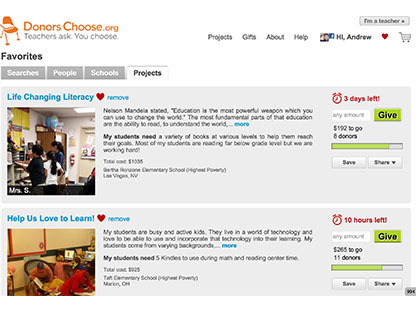 I'm a teacher »
DonorsChoose.org
Teachers ask. You choose.
Projects Gifts About Help Hi, Andrew
Favorites
Searches People Schools Projects
Life Changing Literacy remove
Nelson Mandela stated, "Education is the most powerful weapon which you
can use to change the world." The most fundamental parts of that education
are the ability to read, to understand the world,... more
My students need a variety of books at various levels to help them reach
their goals. Most of my students are reading far below grade level but we are
working hard!
Total cost: $1035
Bertha Ronzone Elementary School (Highest Poverty)
Las Vegas, NV
Mrs. S.
3 days left!
any amount Give
$192 to go
8 donors
Save Share
Help Us Love to Learn! remove
My students are busy and active kids. They live in a world of technology and
love to be able to use and incorporate that technology into their learning. My
students come from varying backgrounds,... more
My students need 5 Kindles to use during math and reading center time.
Total cost: $925
Taft Elementary School (Highest Poverty)
Marion, OH
10 hours left!
any amount Give
$265 to go
11 donors
Save Share